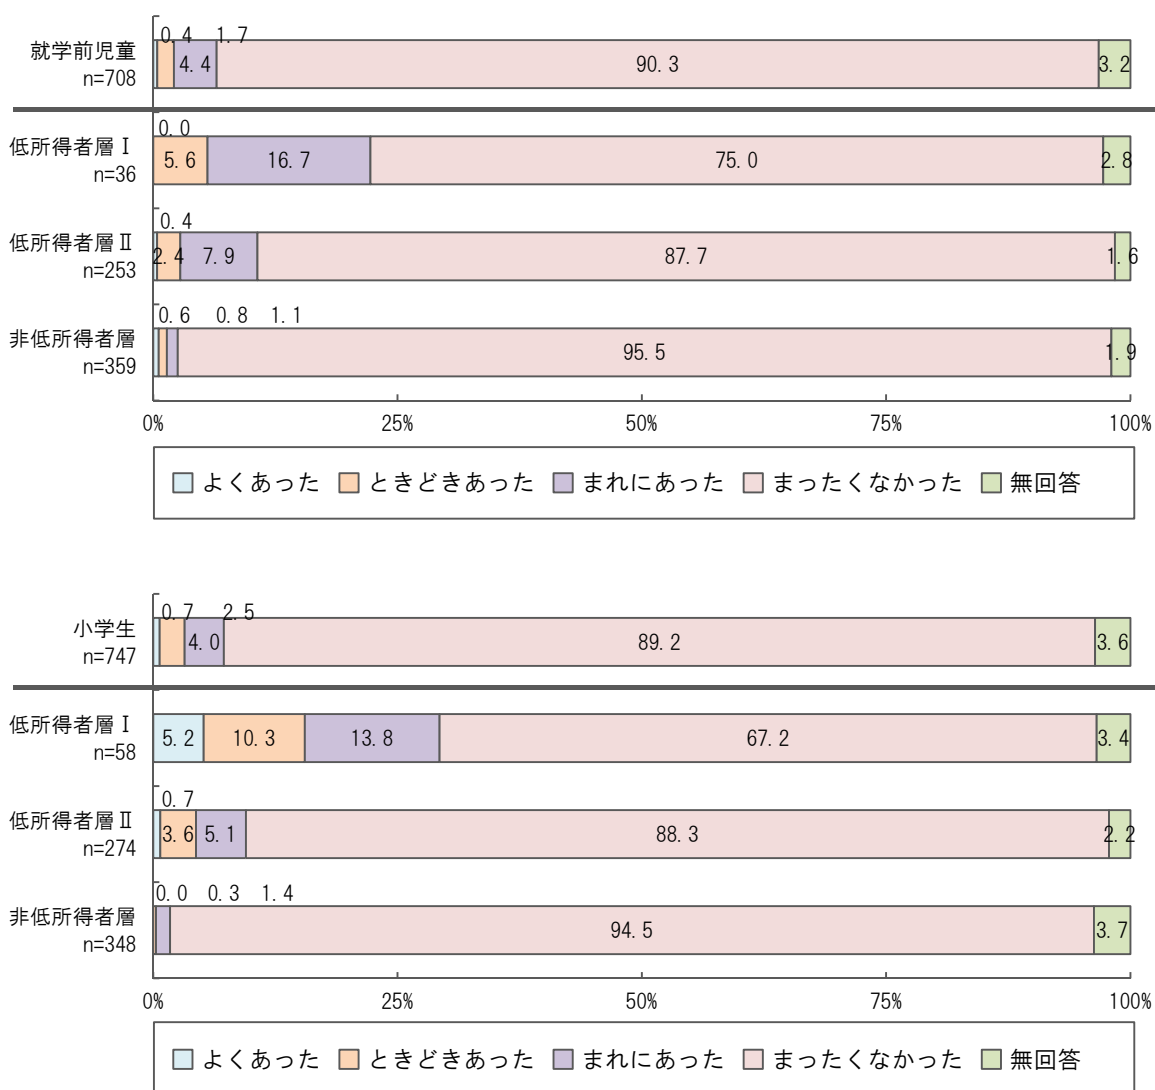 0.4 1.7
就学前児童
n=708
4.4 90.3 3.2
0.0
低所得者層Ⅰ
n=36
5.6 16.7 75.0 2.8
0.4
低所得者層Ⅱ
n=253
2.4 7.9 87.7 1.6
0.6 0.8 1.1
非低所得者層
n=359
95.5 1.9
0% 25% 50% 75% 100%
よくあった ときどきあった まれにあった まったくなかった 無回答
0.7 2.5
小学生
n=747
4.0 89.2 3.6
低所得者層Ⅰ
n=58
5.2 10.3 13.8 67.2 3.4
0.7
低所得者層Ⅱ
n=274
3.6 5.1 88.3 2.2
0.0 0.3 1.4
非低所得者層
n=348
94.5 3.7
0% 25% 50% 75% 100%
よくあった ときどきあった まれにあった まったくなかった 無回答